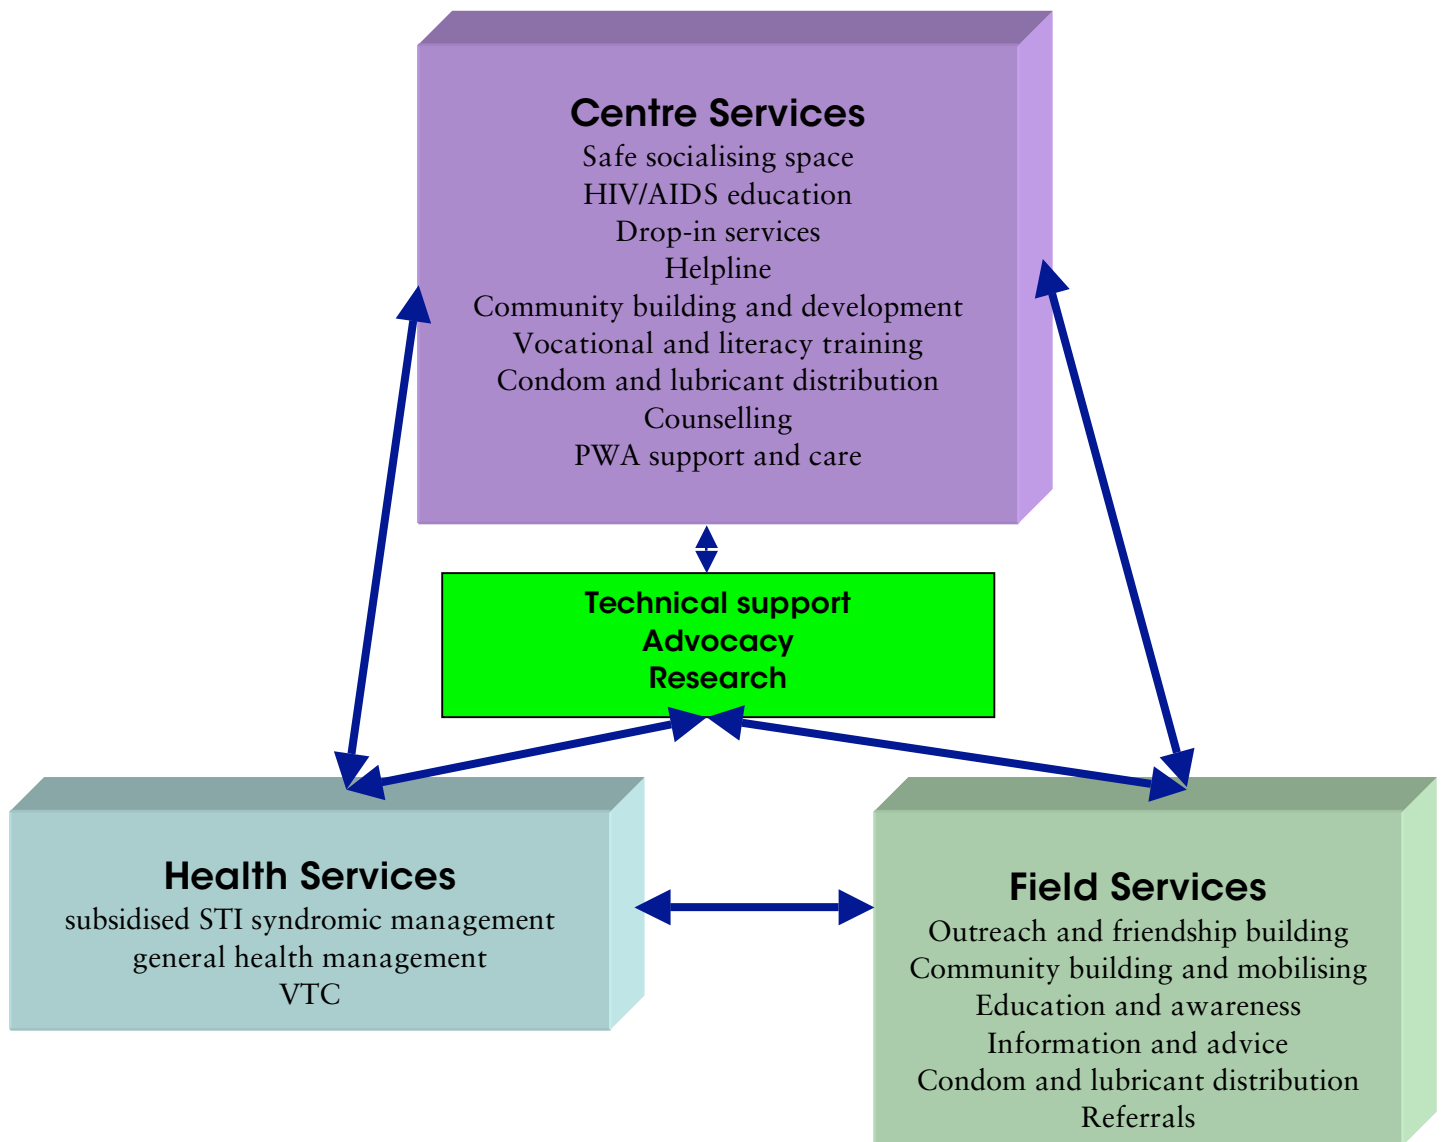 Centre Services
Safe socialising space
HIV/AIDS education
Drop-in services
Helpline
Community building and development
Vocational and literacy training
Condom and lubricant distribution
Counselling
PWA support and care
Technical support
Advocacy
Research
Health Services
subsidised STI syndromic management
general health management
VTC
Field Services
Outreach and friendship building
Community building and mobilising
Education and awareness
Information and advice
Condom and lubricant distribution
Referrals